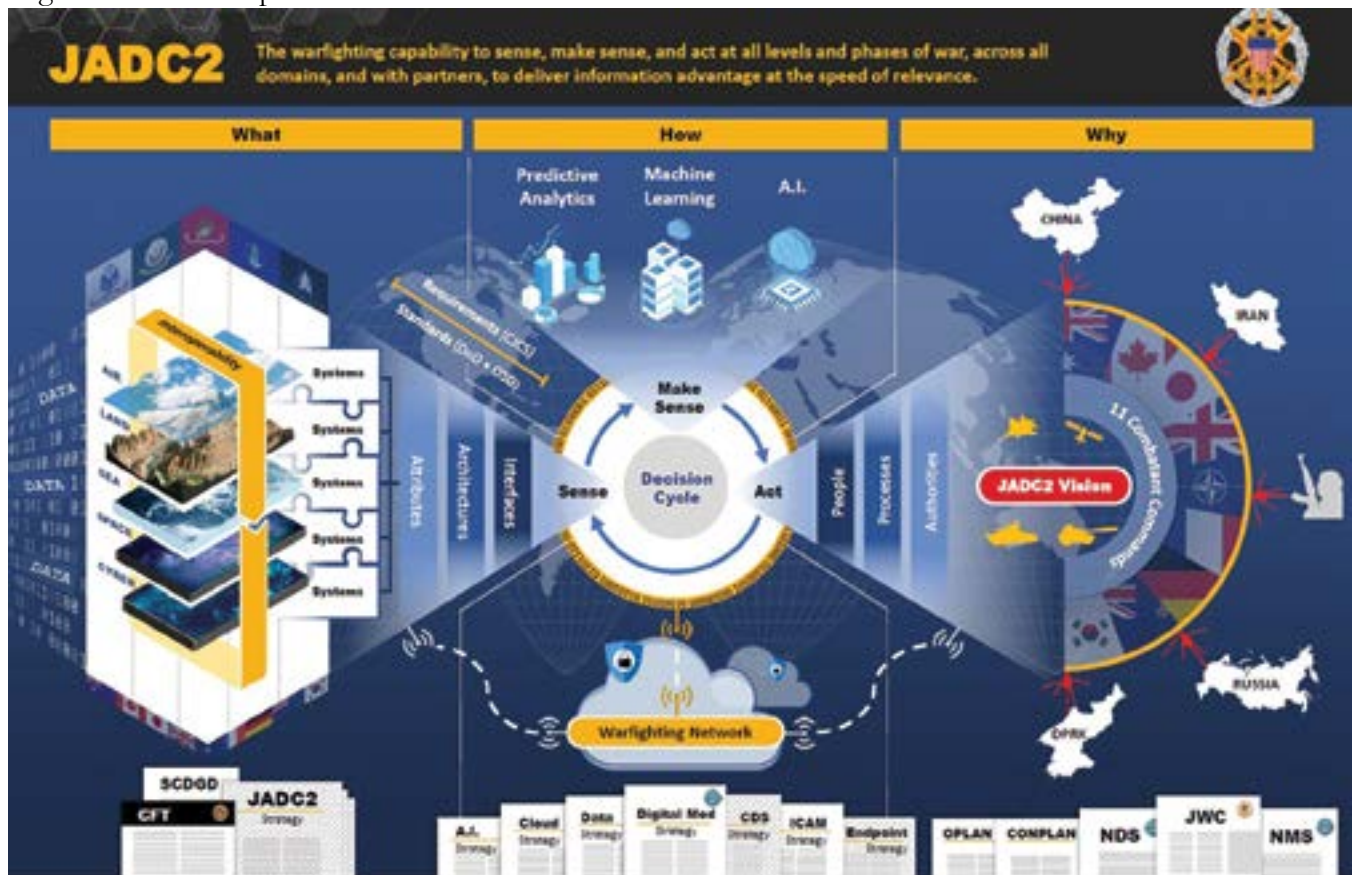 JADC2
The warfighting capability to sense, make sense, and act at all levels and phases of war, across all
domains, and with partners, to deliver information advantage at the speed of relevance.
What
How
Why
Predictive
Analytics
Machine
Learning
A.I.
Requirements (CJCS)
Standards (DoD & OSD)
Interoperability
AIR
LAND
SEA
SPACE
CYBER
Systems
Systems
Systems
Systems
Systems
DATA
DATA
DATA
Attributes
Architectures
Interfaces
Make
Sense
Sense
Decision
Cycle
Act
People
Processes
Authorities
JADC2 Vision
11 Combatant Commands
CHINA
IRAN
RUSSIA
DPRK
Warfighting Network
SCDGD
CFT
JADC2
Strategy
A.I.
Strategy
Cloud
Strategy
Data
Strategy
Digital Mod
Strategy
CDS
Strategy
ICAM
Strategy
Endpoint
Strategy
OPLAN
CONPLAN
NDS
JWC
NMS